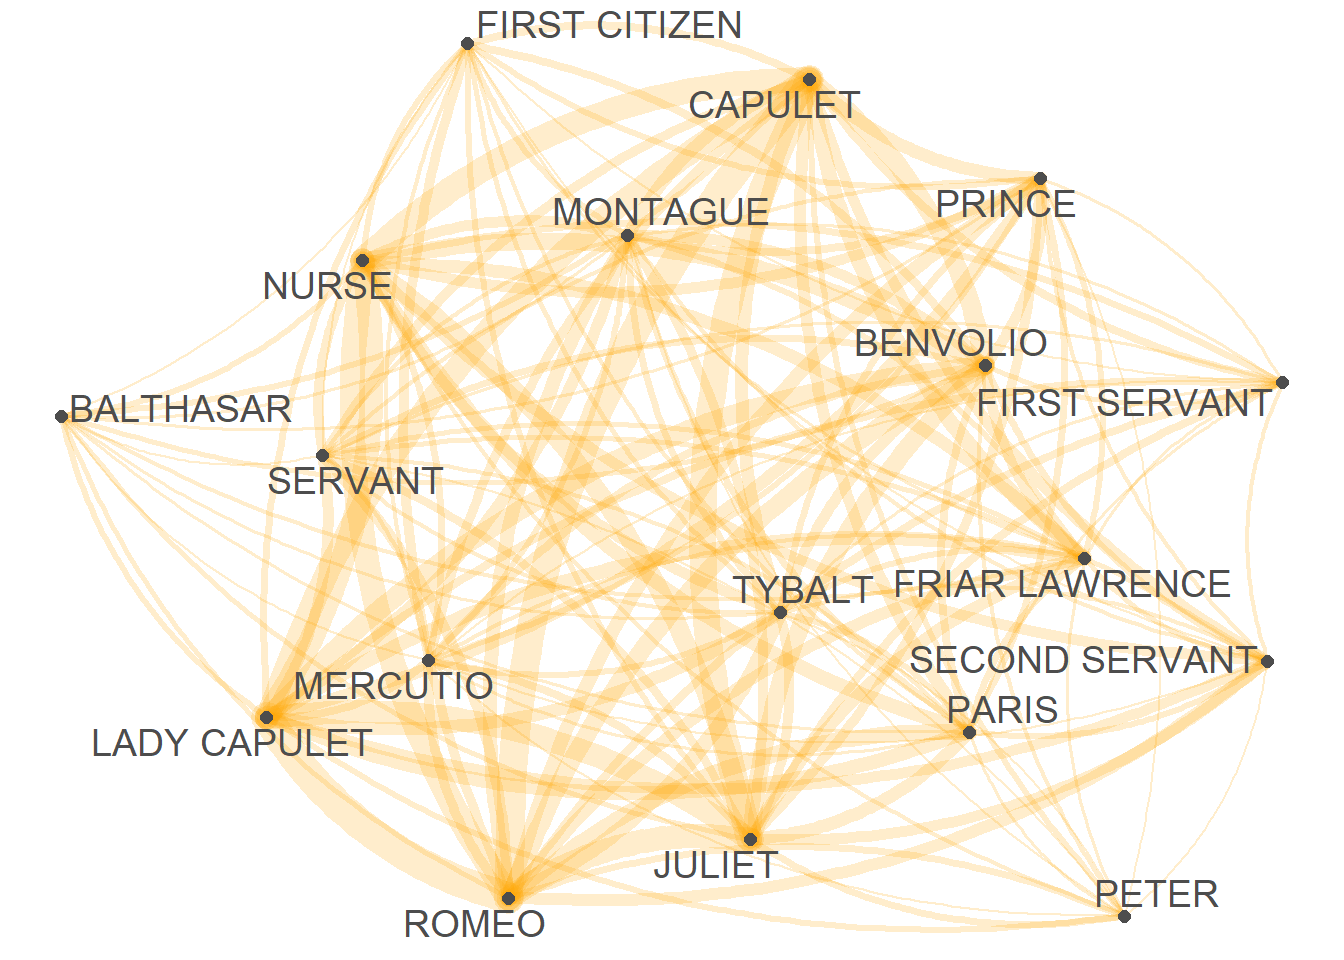 FIRST CITIZEN
CAPULET
PRINCE
MONTAGUE
NURSE
BENVOLIO
FIRST SERVANT
BALTHASAR
SERVANT
TYBALT
FRIAR LAWRENCE
SECOND SERVANT
MERCUTIO
PARIS
LADY CAPULET
JULIET
PETER
ROMEO